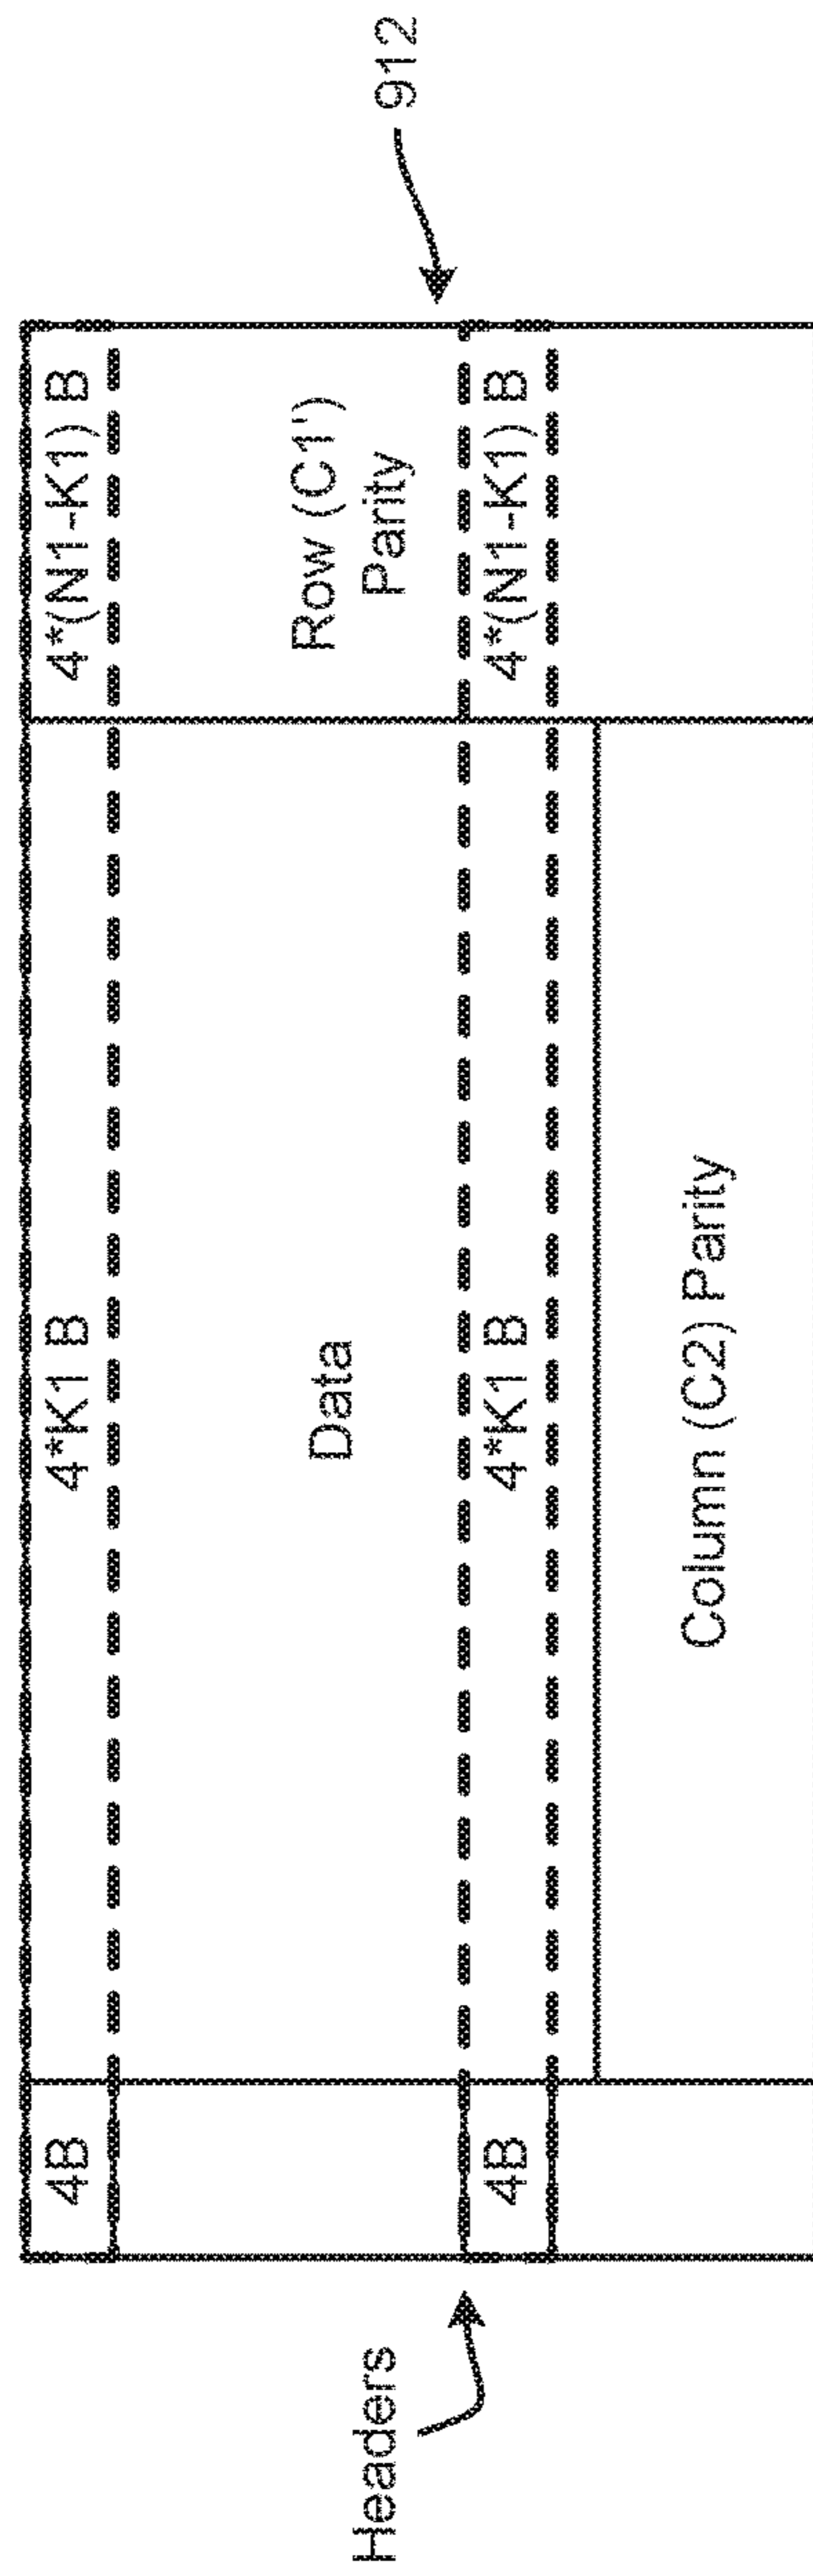 912
4B
4*K1 B
4*(N1-K1) B
Data
Row (C1')
Parity
Headers
4B
4*K1 B
4*(N1-K1) B
Column (C2) Parity